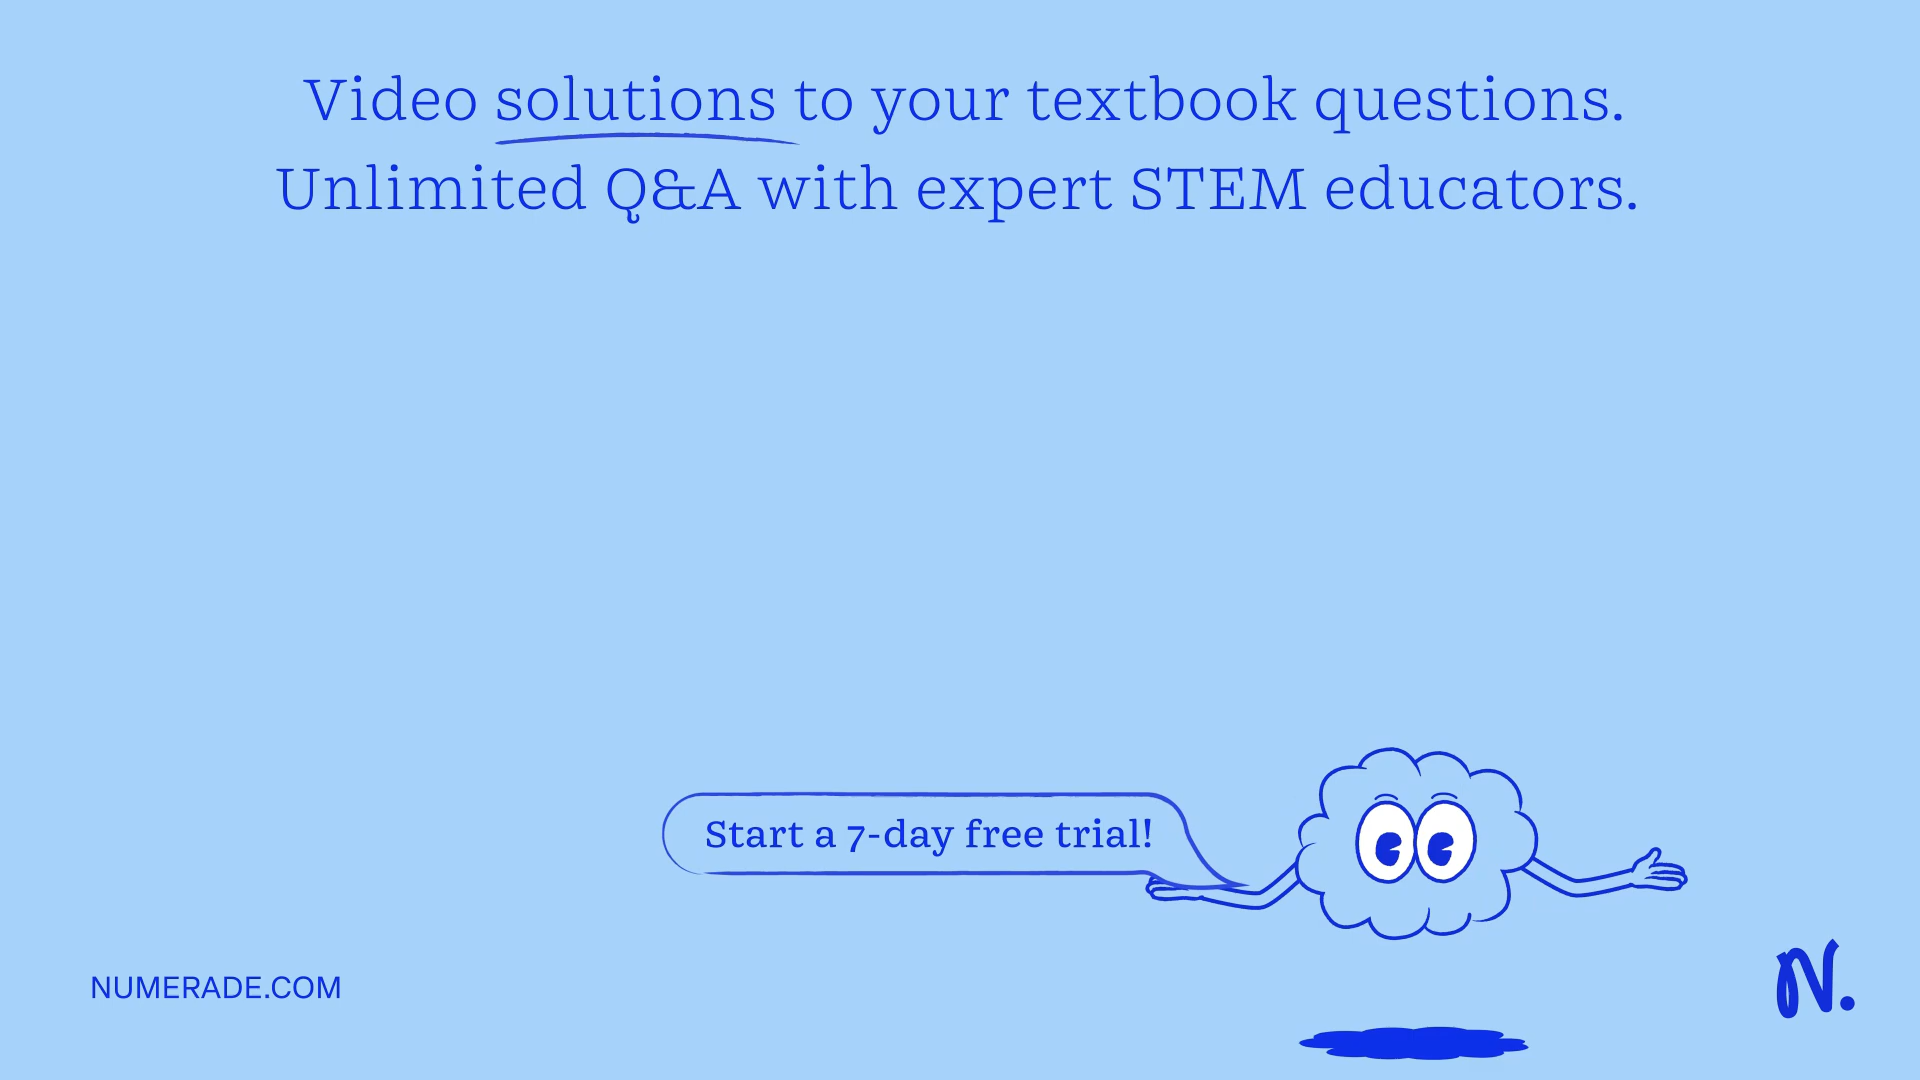 Video solutions to your textbook questions.
Unlimited Q&A with expert STEM educators.
Start a 7-day free trial!
NUMERADE.COM
N.